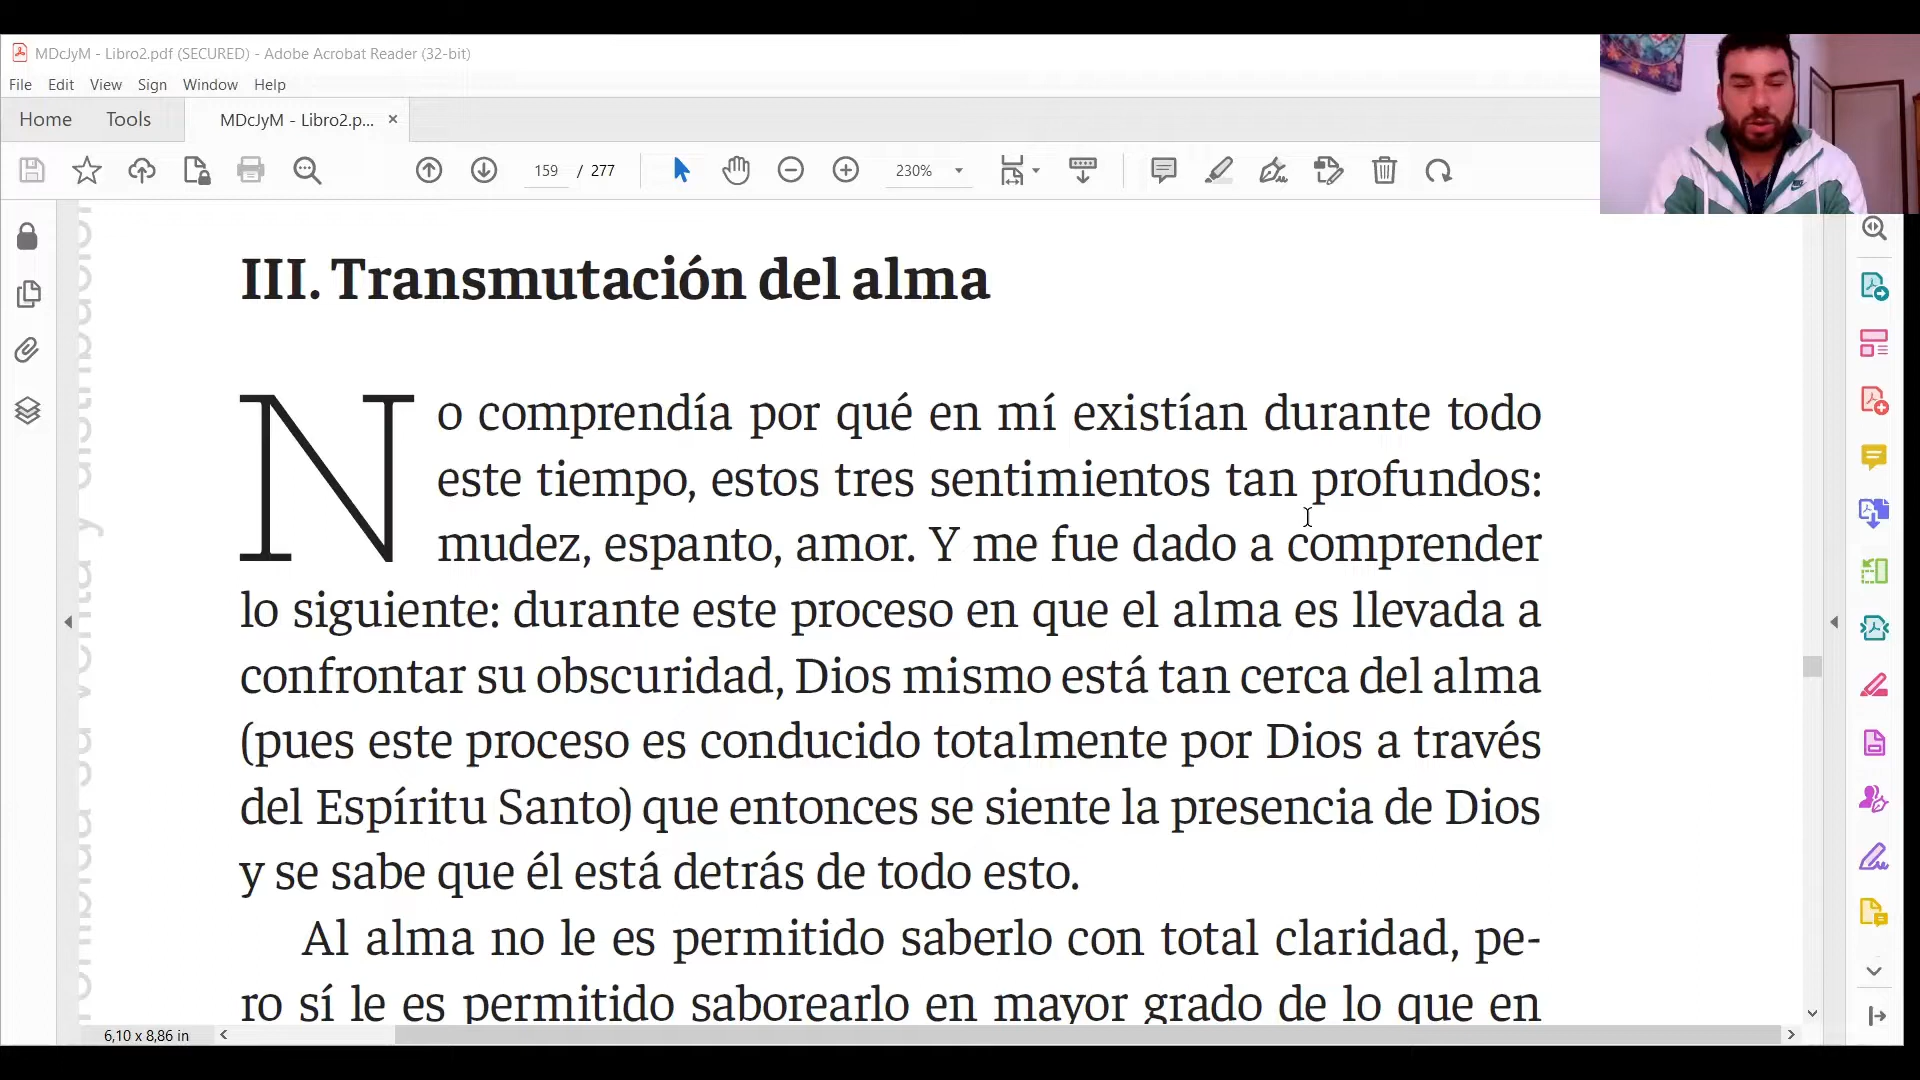 MDcJyM - Libro2.pdf (SECURED) - Adobe Acrobat Reader (32-bit)
File Edit View Sign Window Help
Home Tools MDcJyM - Libro2.p... ×
159 / 277 230%
III. Transmutación del alma
No comprendía por qué en mí existían durante todo
este tiempo, estos tres sentimientos tan profundos:
mudez, espanto, amor. Y me fue dado a comprender
lo siguiente: durante este proceso en que el alma es llevada a
confrontar su obscuridad, Dios mismo está tan cerca del alma
(pues este proceso es conducido totalmente por Dios a través
del Espíritu Santo) que entonces se siente la presencia de Dios
y se sabe que él está detrás de todo esto.
Al alma no le es permitido saberlo con total claridad, pe-
ro sí le es permitido saborearlo en mayor grado de lo que en
6,10 x 8,86 in
su venta y